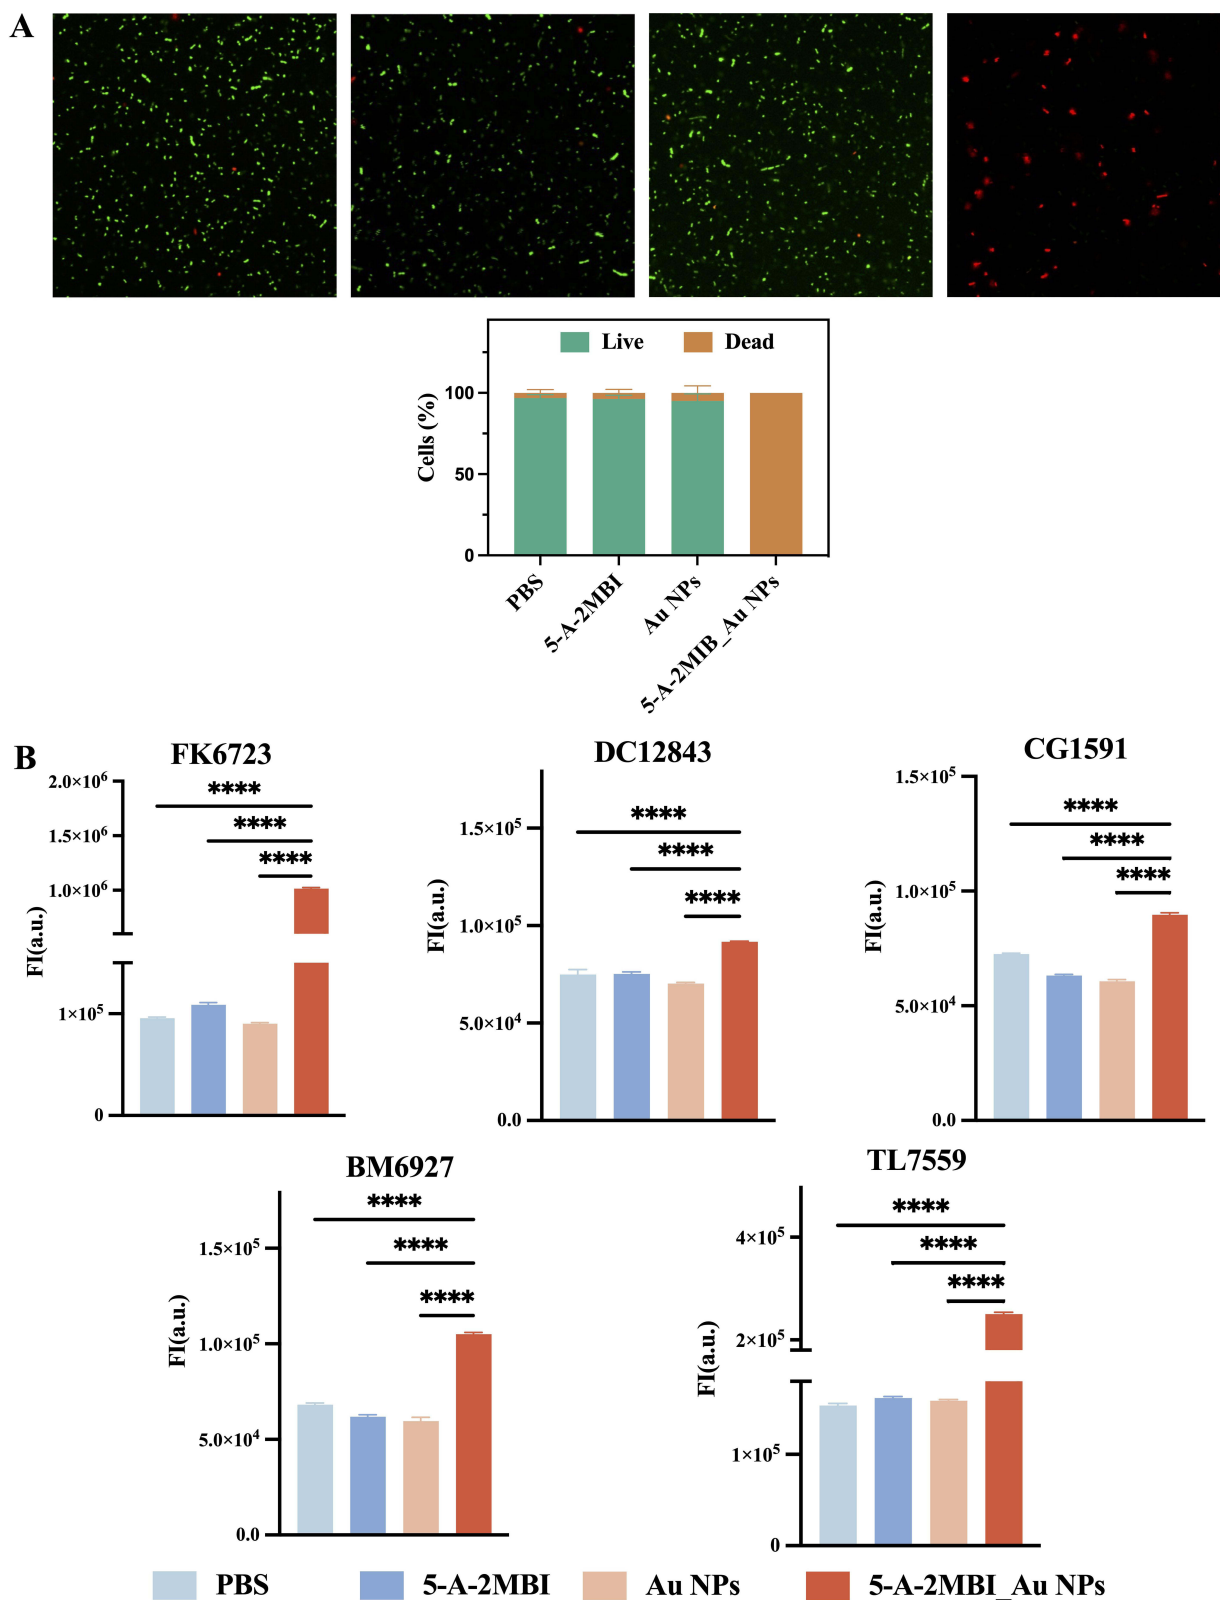 A
Live Dead
Cells (%)
100
50
0
PBS
5-A-2MBI
Au NPs
5-A-2MIB_Au NPs
B
FK6723
FI(a.u.)
2.0×10⁶
1.5×10⁶
1.0×10⁶
1×10⁵
0
****
****
****
DC12843
FI(a.u.)
1.5×10⁵
1.0×10⁵
5.0×10⁴
0.0
****
****
****
CG1591
FI(a.u.)
1.5×10⁵
1.0×10⁵
5.0×10⁴
0.0
****
****
****
BM6927
FI(a.u.)
1.5×10⁵
1.0×10⁵
5.0×10⁴
0.0
****
****
****
TL7559
FI(a.u.)
4×10⁵
2×10⁵
1×10⁵
0
****
****
****
PBS 5-A-2MBI Au NPs 5-A-2MBI_Au NPs